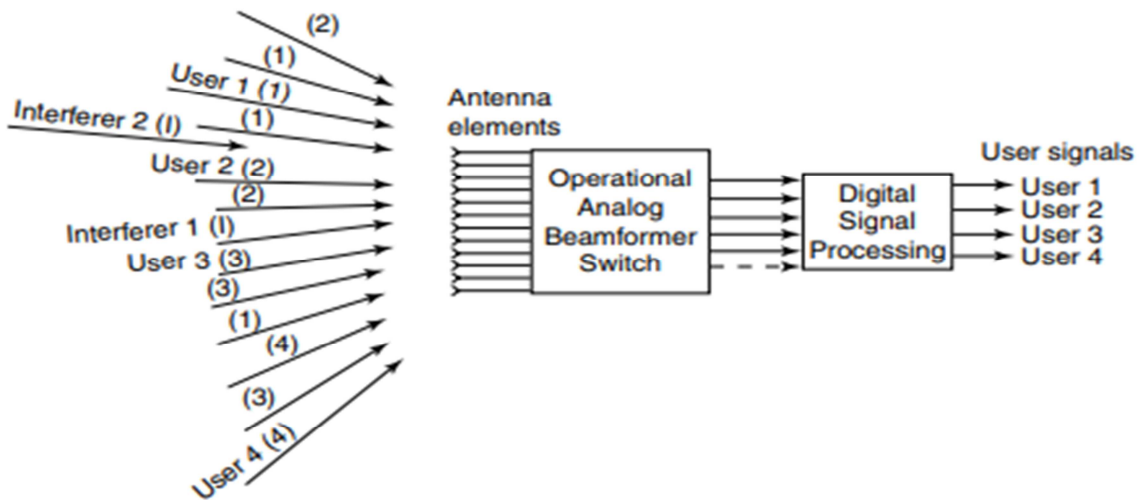 (2)
(1)
User 1 (1)
(1)
Interferer 2 (I)
User 2 (2)
(2)
Interferer 1 (I)
User 3 (3)
(3)
(1)
(4)
(3)
User 4 (4)
Antenna
elements
Operational
Analog
Beamformer
Switch
Digital
Signal
Processing
User signals
User 1
User 2
User 3
User 4